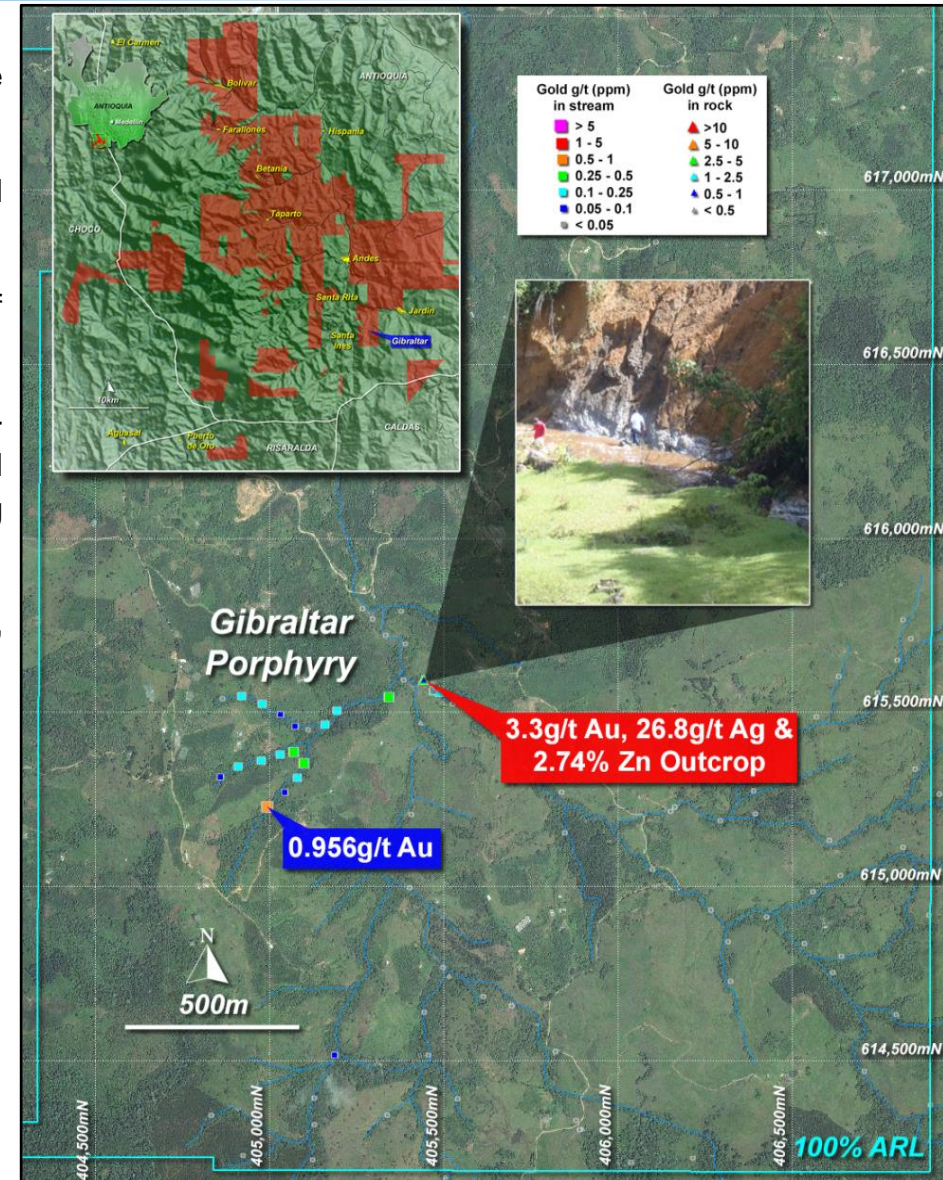 El Carmen
ANTIOQUIA
Bolivar
ANTIOQUIA
Medellin
Farallones
Hispania
Betania
Taparto
CHOCO
Andes
Santa Rita
Jardin
Santa
Ines
Gibraltar
10km
CALDAS
Aguasal
Puerto
de Oro
RISARALDA
Gold g/t (ppm)
in stream
> 5
1 - 5
0.5 - 1
0.25 - 0.5
0.1 - 0.25
0.05 - 0.1
< 0.05
Gold g/t (ppm)
in rock
>10
5 - 10
2.5 - 5
1 - 2.5
0.5 - 1
< 0.5
617,000mN
616,500mN
616,000mN
Gibraltar
Porphyry
615,500mN
3.3g/t Au, 26.8g/t Ag &
2.74% Zn Outcrop
0.956g/t Au
615,000mN
N
500m
614,500mN
404,500mN
405,000mN
405,500mN
406,000mN
406,500mN
100% ARL